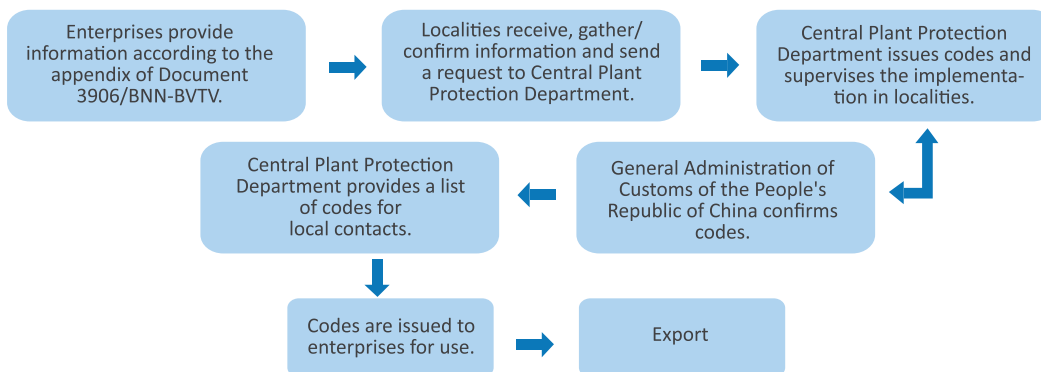 Enterprises provide
information according to the
appendix of Document
3906/BNN-BVTV.
Localities receive, gather/
confirm information and send
a request to Central Plant
Protection Department.
Central Plant Protection
Department issues codes and
supervises the implementa-
tion in localities.
General Administration of
Customs of the People's
Republic of China confirms
codes.
Central Plant Protection
Department provides a list
of codes for
local contacts.
Codes are issued to
enterprises for use.
Export